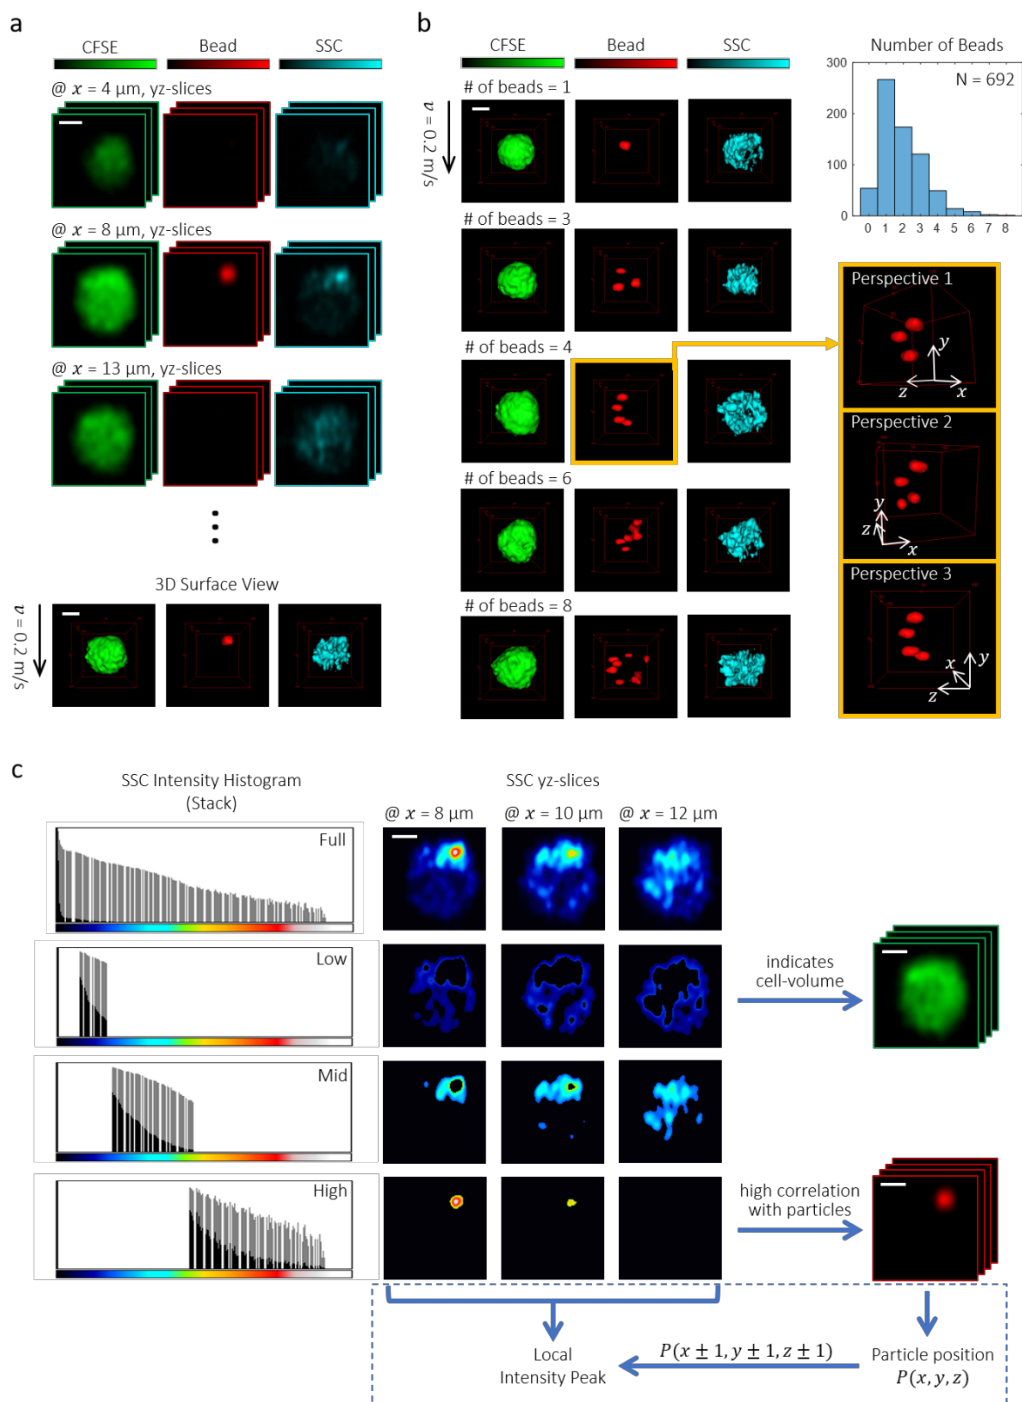 a
CFSE Bead SSC
@ x = 4 µm, yz-slices
@ x = 8 µm, yz-slices
@ x = 13 µm, yz-slices
3D Surface View
v = 0.2 m/s
b
CFSE Bead SSC
# of beads = 1
v = 0.2 m/s
# of beads = 3
# of beads = 4
# of beads = 6
# of beads = 8
Number of Beads
N = 692
300
200
100
0
0 1 2 3 4 5 6 7 8
Perspective 1
y
z x
Perspective 2
y
z
x
Perspective 3
x y
z
c
SSC Intensity Histogram
(Stack)
SSC yz-slices
@ x = 8 µm @ x = 10 µm @ x = 12 µm
Full
Low
indicates
cell-volume
Mid
High
high correlation
with particles
Local
Intensity Peak
P(x ± 1, y ± 1, z ± 1)
Particle position
P(x, y, z)